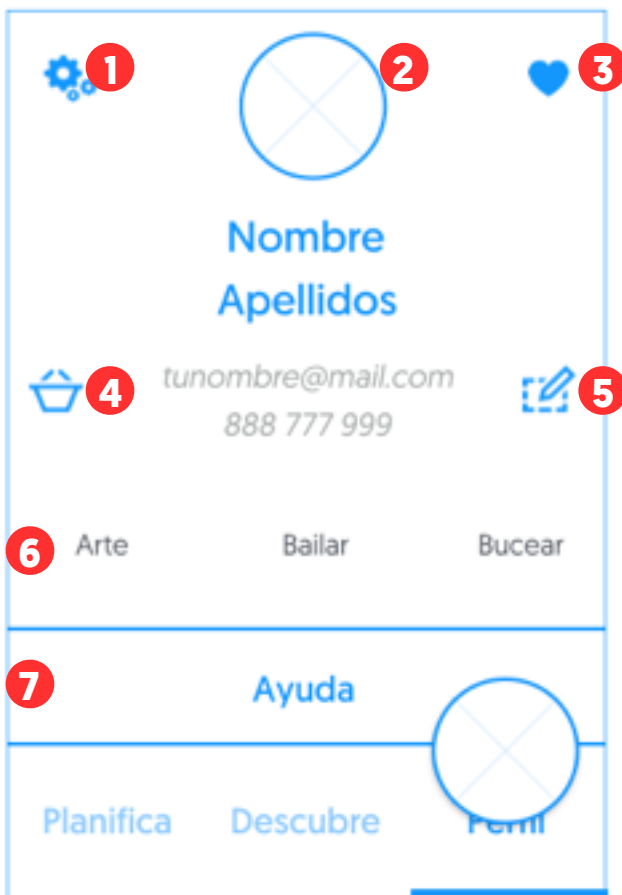 1
2
3
Nombre
Apellidos
4
tunombre@mail.com
5
888 777 999
6
Arte Bailar Bucear
7
Ayuda
Planifica Descubre Perfil